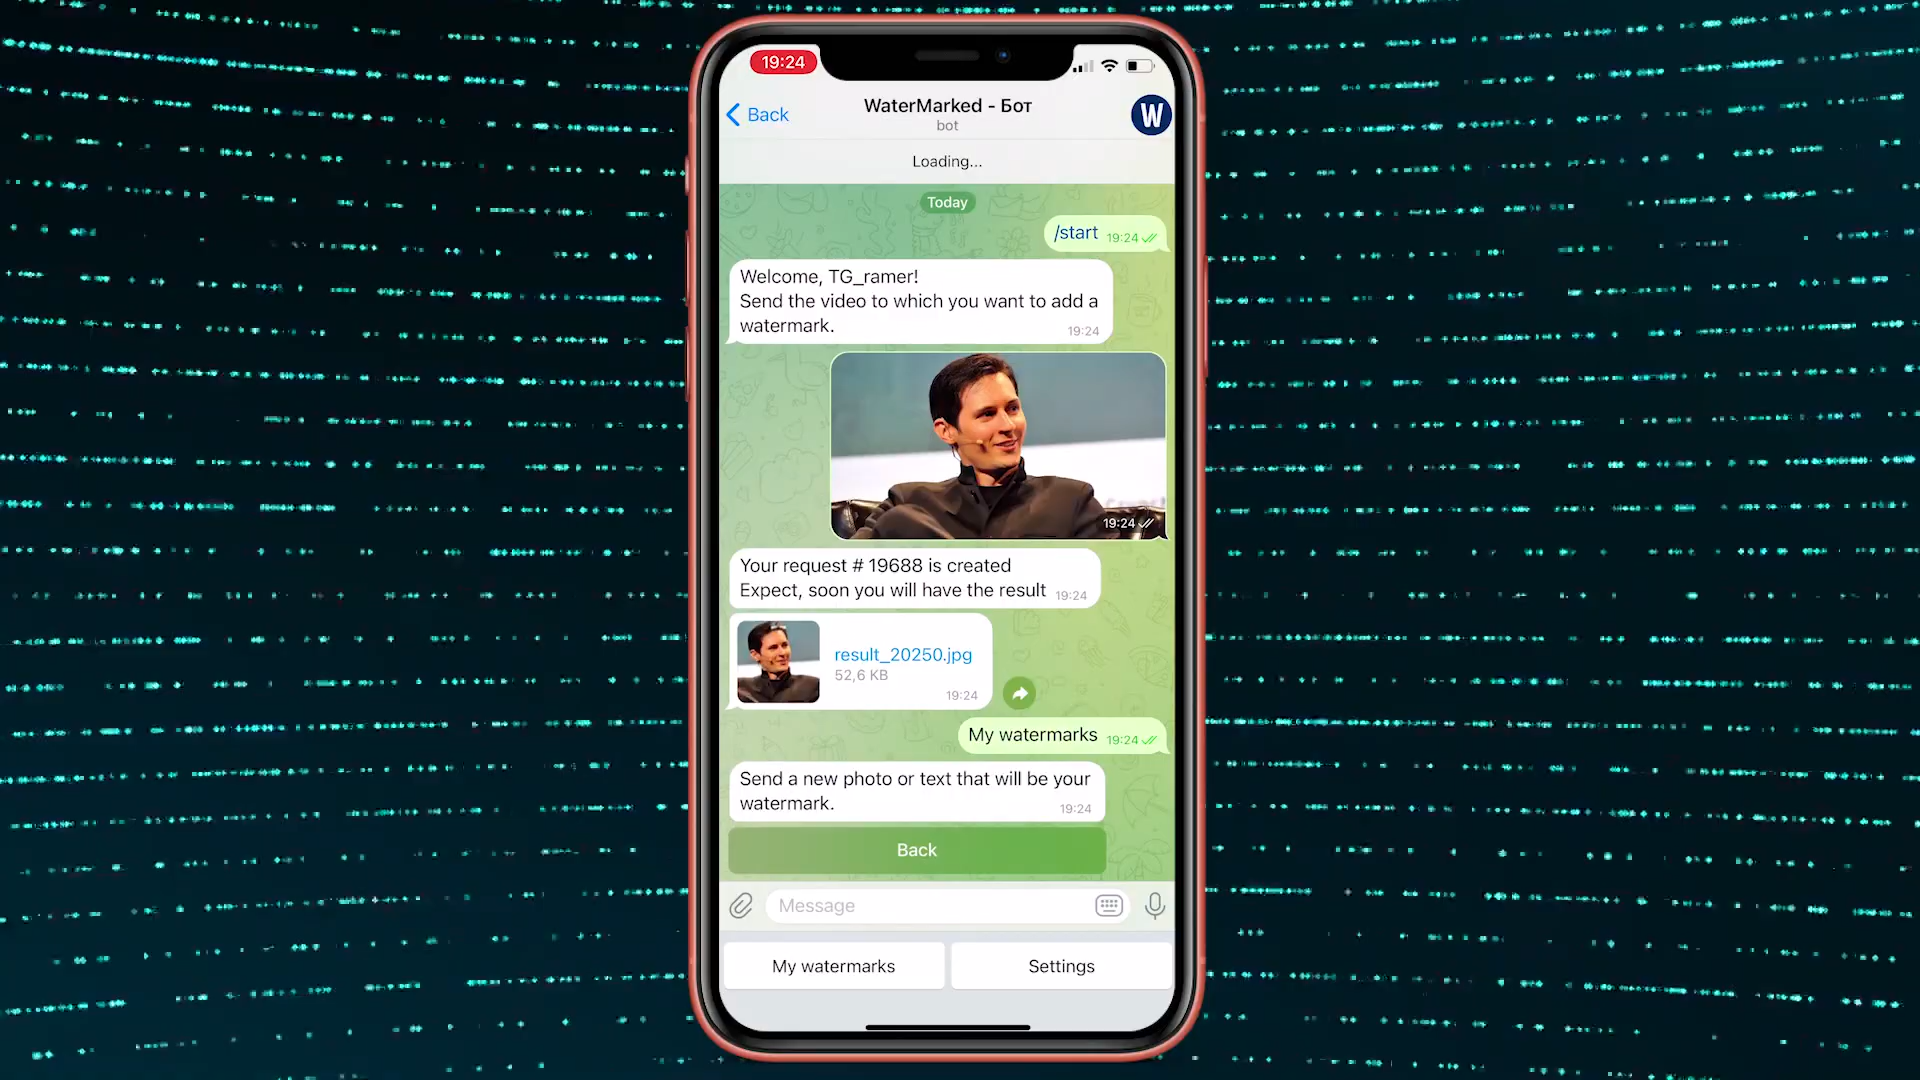 19:24
Back
WaterMarked - Бот
bot
W
Loading...
Today
/start 19:24
Welcome, TG_ramer!
Send the video to which you want to add a
watermark.
19:24
19:24
Your request # 19688 is created
Expect, soon you will have the result 19:24
result_20250.jpg
52,6 KB
19:24
My watermarks 19:24
Send a new photo or text that will be your
watermark.
19:24
Back
Message
My watermarks
Settings